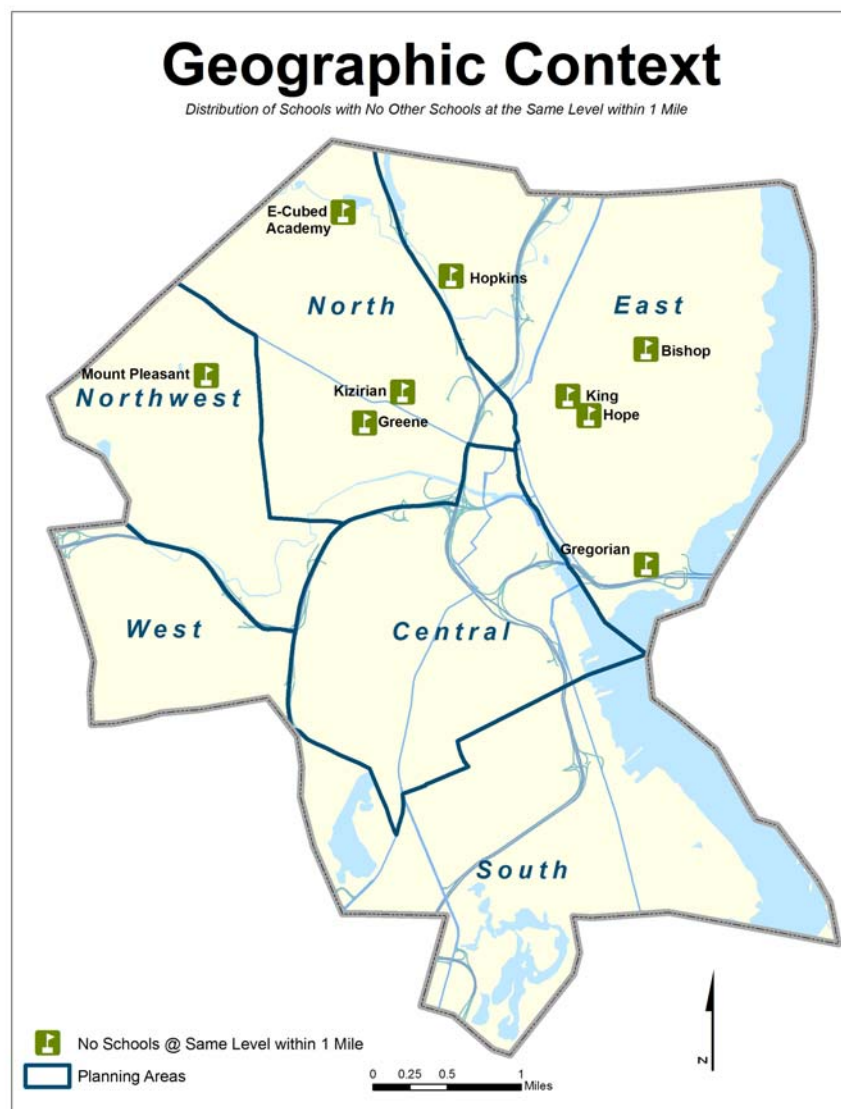 Geographic Context
Distribution of Schools with No Other Schools at the Same Level within 1 Mile
E-Cubed
Academy
Hopkins
North
East
Bishop
Mount Pleasant
Northwest
Kizirian
King
Greene
Hope
Gregorian
West
Central
South
No Schools @ Same Level within 1 Mile
Planning Areas
0 0.25 0.5 1
Miles
N